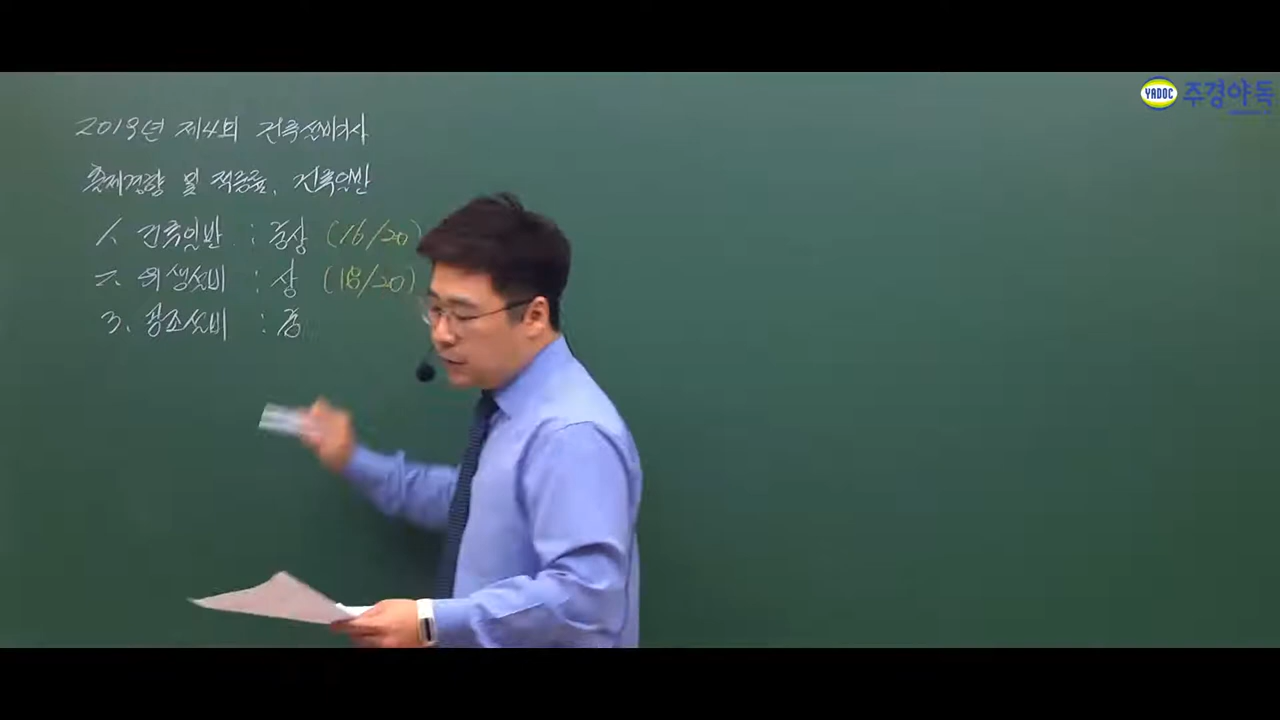 YADOC 주경야독
2019년 제4회 건축설비기사
출제경향 및 적중률, 건축일반
1. 건축일반 : 중상 (16/20)
2. 위생설비 : 상 (18/20)
3. 공조설비 : 중